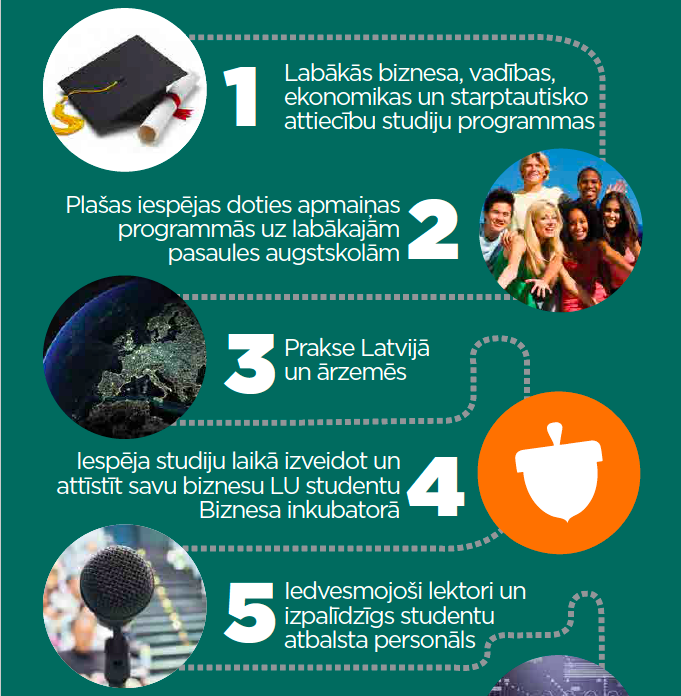 1
Labākās biznesa, vadības,
ekonomikas un starptautisko
attiecību studiju programmas
Plašas iespējas doties apmaiņas
programmās uz labākajām
pasaules augstskolām
2
3
Prakse Latvijā
un ārzemēs
Iespēja studiju laikā izveidot un
attīstīt savu biznesu LU studentu
Biznesa inkubatorā
4
5
Iedvesmojoši lektori un
izpalīdzīgs studentu
atbalsta personāls